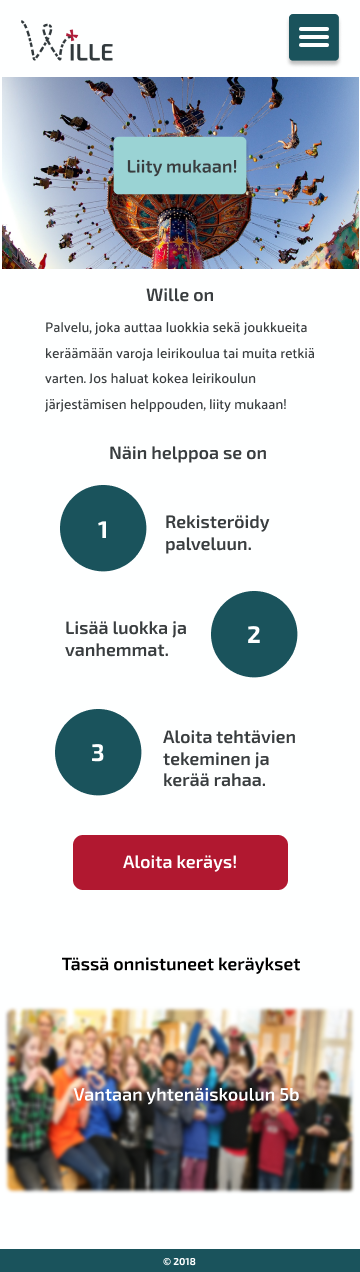 Wille
Liity mukaan!
Wille on
Palvelu, joka auttaa luokkia sekä joukkueita
keräämään varoja leirikoulua tai muita retkiä
varten. Jos haluat kokea leirikoulun
järjestämisen helppouden, liity mukaan!
Näin helppoa se on
1
Rekisteröidy
palveluun.
Lisää luokka ja
vanhemmat.
2
3
Aloita tehtävien
tekeminen ja
kerää rahaa.
Aloita keräys!
Tässä onnistuneet keräykset
Vantaan yhtenäiskoulun 5b
© 2018